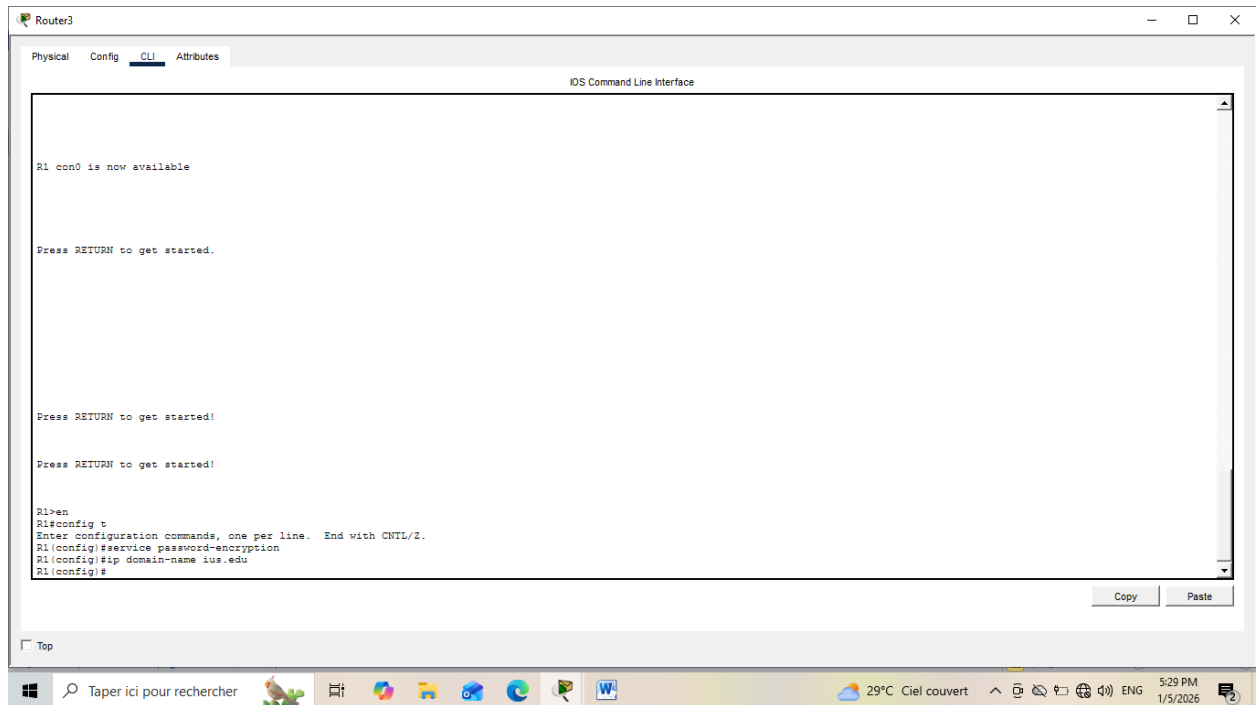 Router3
Physical Config CLI Attributes
IOS Command Line Interface
R1 con0 is now available
Press RETURN to get started.
Press RETURN to get started!
Press RETURN to get started!
R1>en
R1#config t
Enter configuration commands, one per line.  End with CNTL/Z.
R1(config)#service password-encryption
R1(config)#ip domain-name ius.edu
R1(config)#
Copy Paste
Top
Taper ici pour rechercher
W
29°C Ciel couvert
ENG
5:29 PM
1/5/2026
2